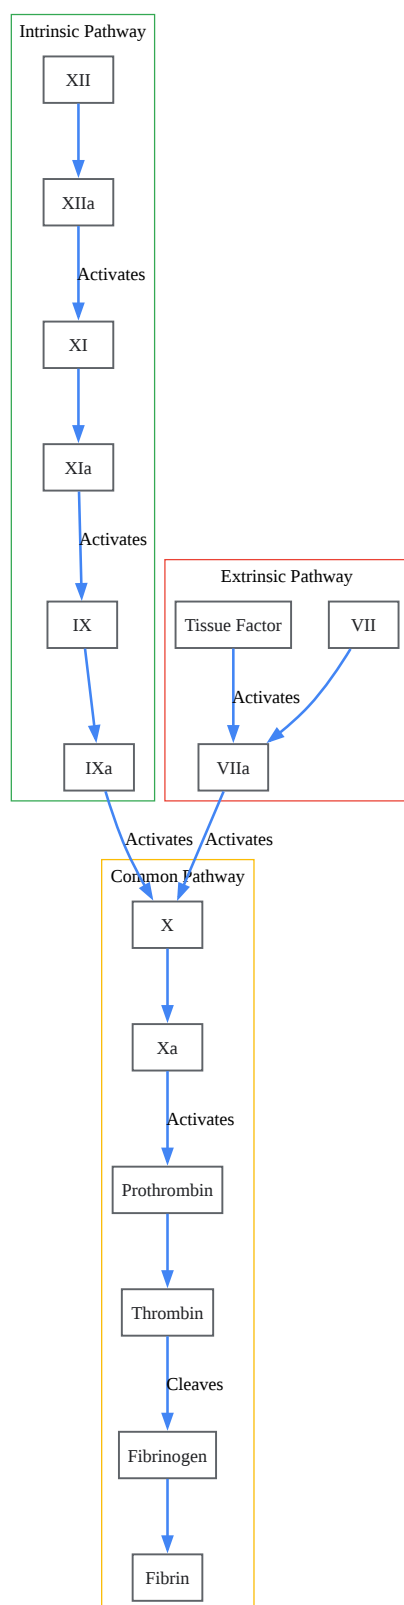 Intrinsic Pathway
XII
XIIa
Activates
XI
XIa
Activates
Extrinsic Pathway
IX
Tissue Factor
VII
Activates
IXa
VIIa
Activates
Activates
Common Pathway
X
Xa
Activates
Prothrombin
Thrombin
Cleaves
Fibrinogen
Fibrin